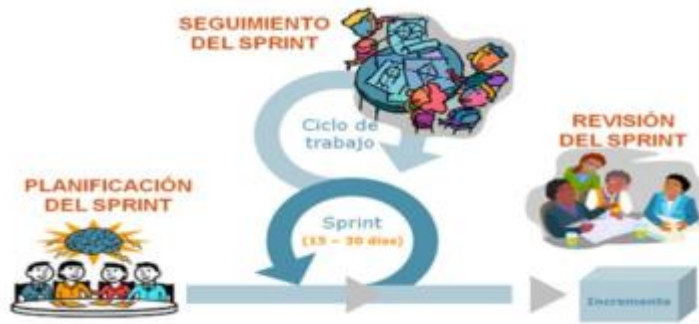 SEGUIMIENTO
DEL SPRINT
Ciclo de
trabajo
REVISIÓN
DEL SPRINT
PLANIFICACIÓN
DEL SPRINT
Sprint
(15 – 30 días)
Incremento